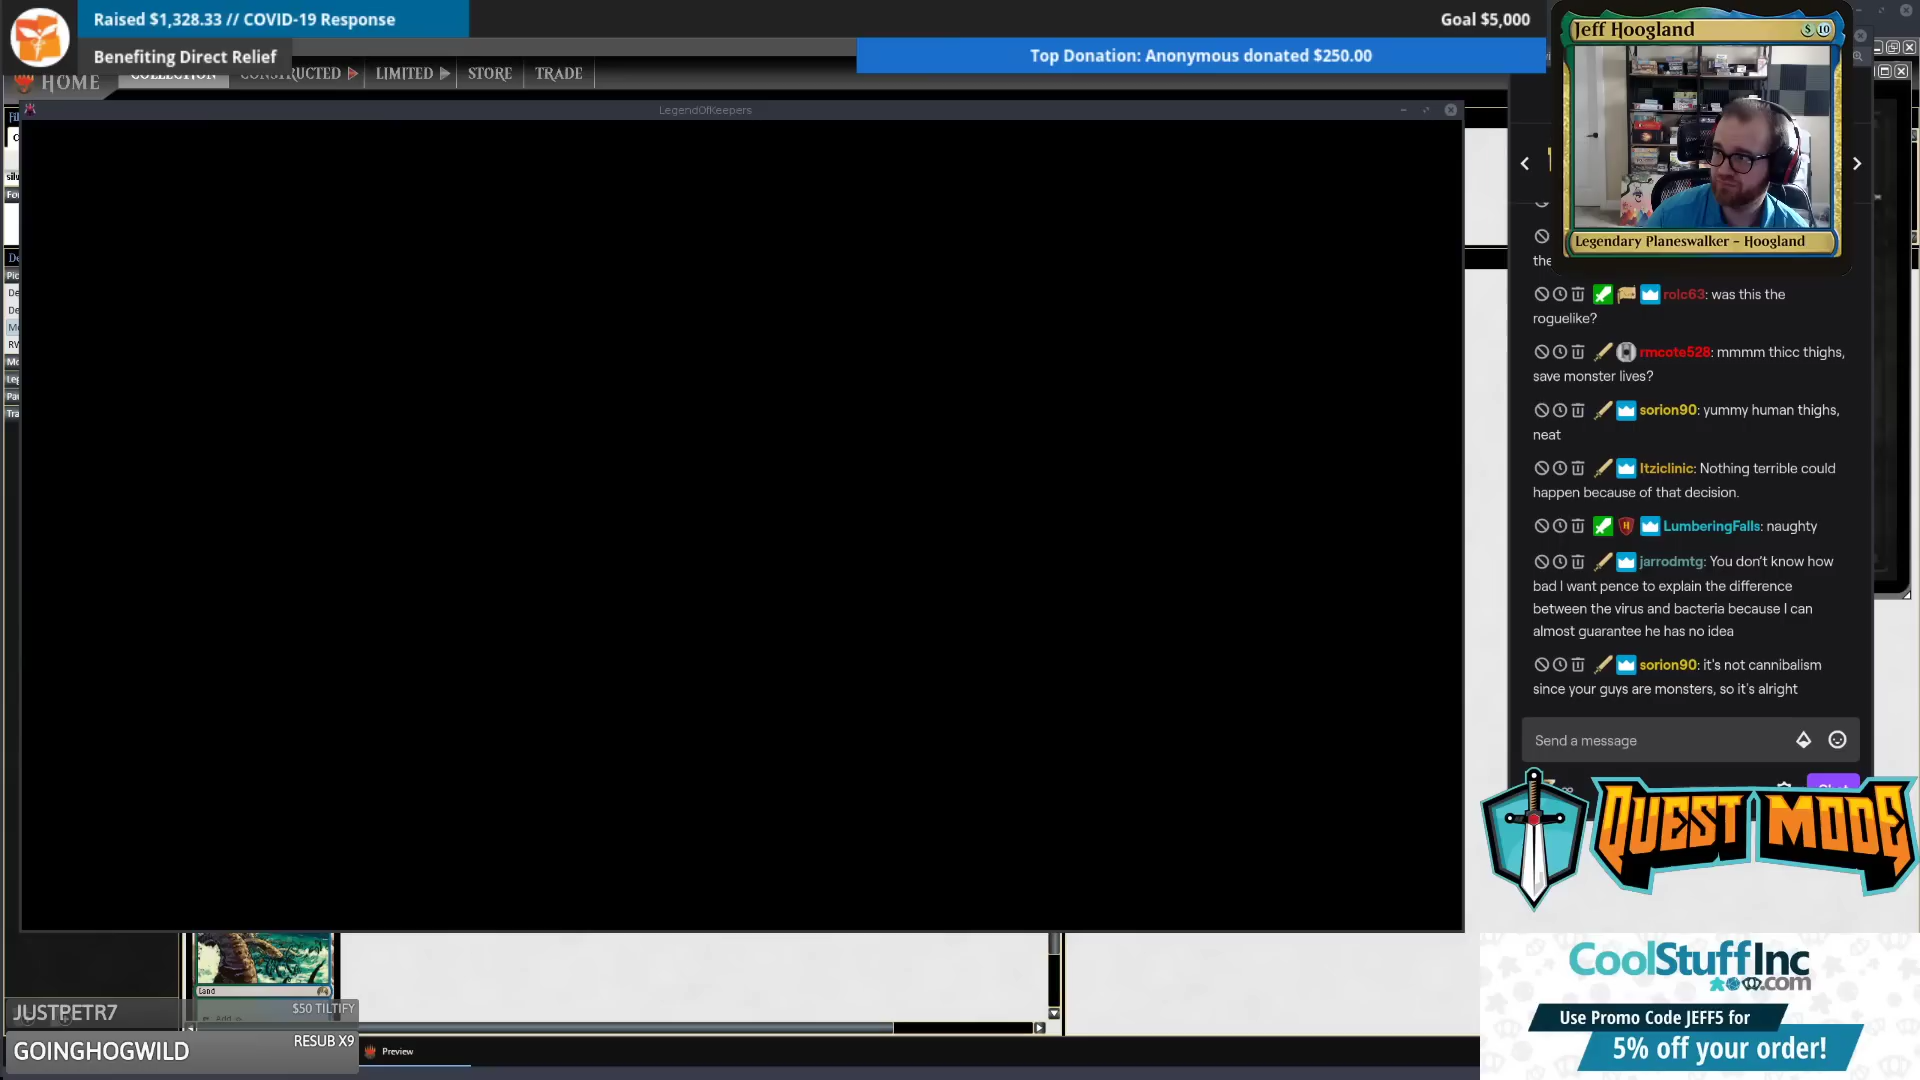 Raised $1,328.33 // COVID-19 Response
Goal $5,000
Benefiting Direct Relief
Top Donation: Anonymous donated $250.00
HOME
COLLECTION
CONSTRUCTED
LIMITED
STORE
TRADE
LegendOfKeepers
Jeff Hoogland
$ 10
Legendary Planeswalker - Hoogland
the
rolc63: was this the
roguelike?
rmcote528: mmmm thicc thighs,
save monster lives?
sorion90: yummy human thighs,
neat
Itziclinic: Nothing terrible could
happen because of that decision.
LumberingFalls: naughty
jarrodmtg: You don't know how
bad I want pence to explain the difference
between the virus and bacteria because I can
almost guarantee he has no idea
sorion90: it's not cannibalism
since your guys are monsters, so it's alright
Send a message
Chat
QUEST MODE
CoolStuffInc
.com
Use Promo Code JEFF5 for
5% off your order!
Land
Add
JUSTPETR7
$50 TILTIFY
GOINGHOGWILD
RESUB X9
Preview